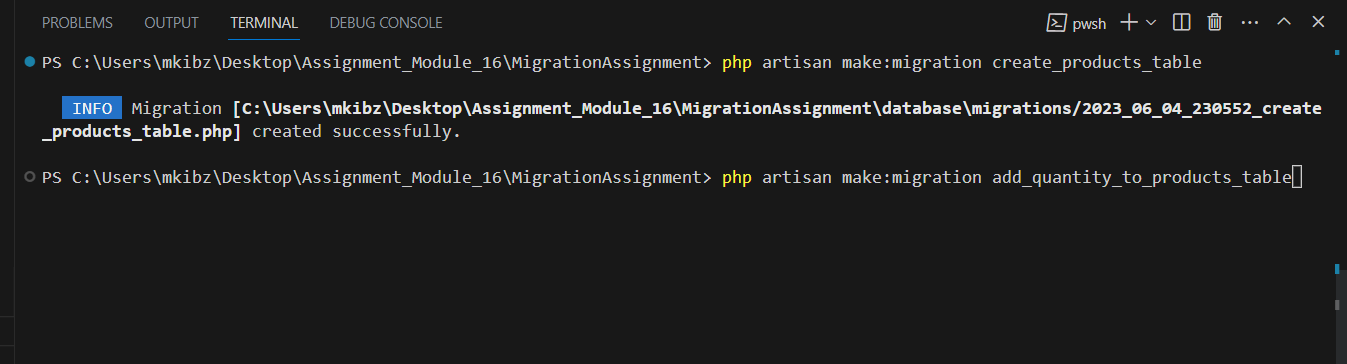 PROBLEMS OUTPUT TERMINAL DEBUG CONSOLE pwsh
PS C:\Users\mkibz\Desktop\Assignment_Module_16\MigrationAssignment> php artisan make:migration create_products_table
INFO Migration [C:\Users\mkibz\Desktop\Assignment_Module_16\MigrationAssignment\database\migrations/2023_06_04_230552_create
_products_table.php] created successfully.
PS C:\Users\mkibz\Desktop\Assignment_Module_16\MigrationAssignment> php artisan make:migration add_quantity_to_products_table